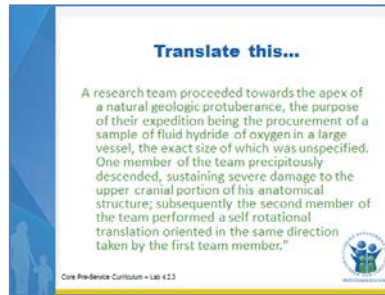 Translate this...
A research team proceeded towards the apex of
a natural geologic protuberance, the purpose
of their expedition being the procurement of a
sample of fluid hydride of oxygen in a large
vessel, the exact size of which was unspecified.
One member of the team precipitously
descended, sustaining severe damage to the
upper cranial portion of his anatomical
structure; subsequently the second member of
the team performed a self rotational
translation oriented in the same direction
taken by the first team member."
Core Pre-Service Curriculum – Lab 4.2.3